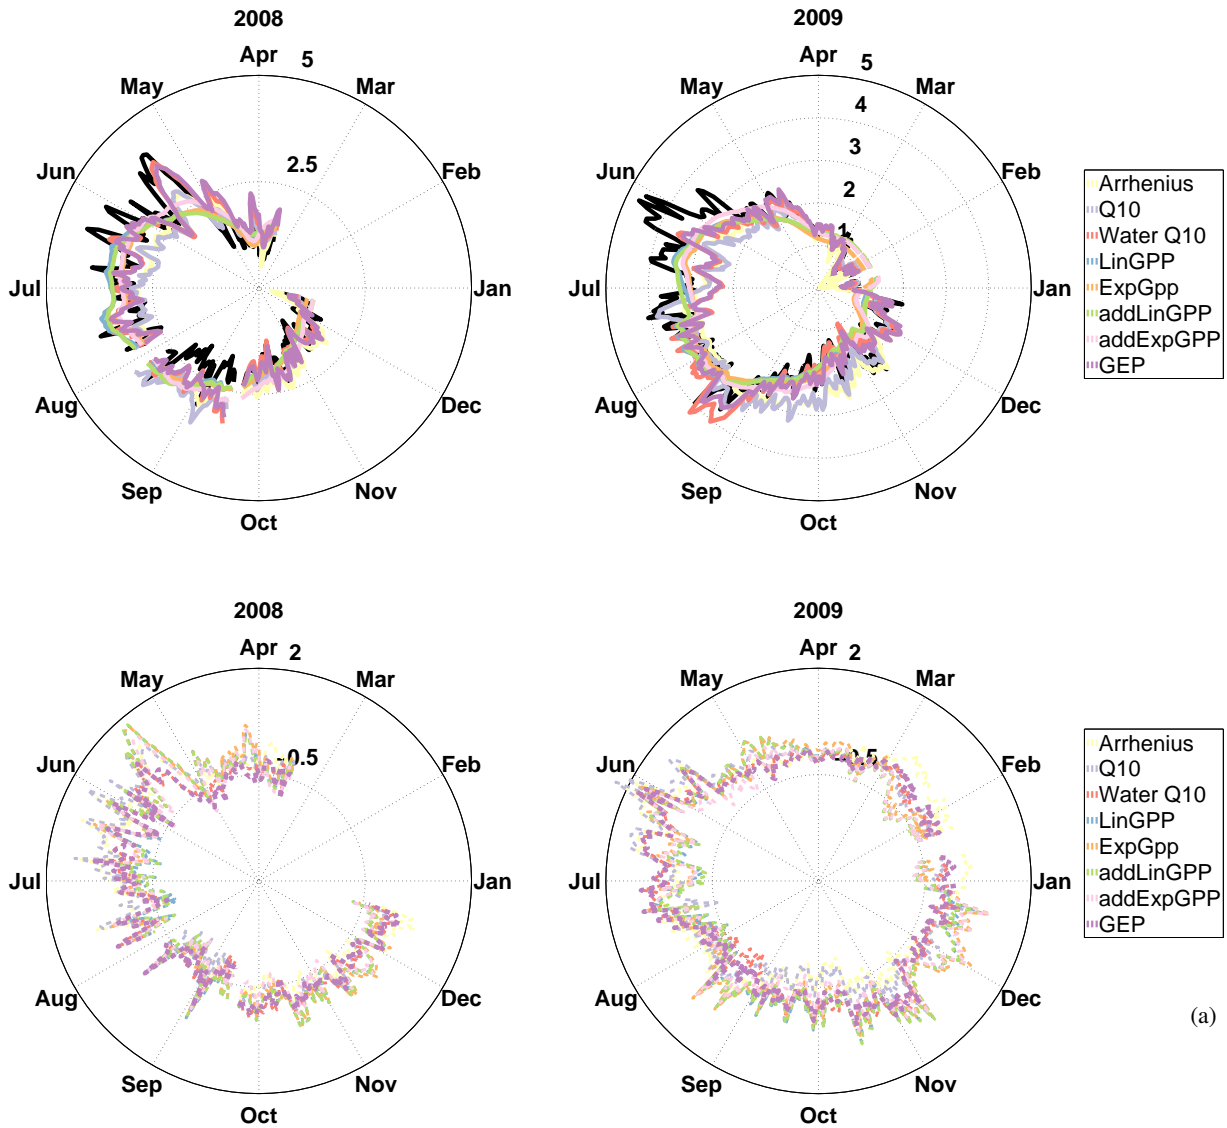 2008
Apr
5
May
Mar
Jun
2.5
Feb
Jul
Jan
Aug
Dec
Sep
Nov
Oct
2009
Apr
5
May
4
Mar
Jun
3
Feb
2
1
Jul
Jan
Aug
Dec
Sep
Nov
Oct
Arrhenius
Q10
Water Q10
LinGPP
ExpGpp
addLinGPP
addExpGPP
GEP
2008
Apr
2
May
Mar
Jun
-0.5
Feb
Jul
Jan
Aug
Dec
Sep
Nov
Oct
2009
Apr
2
May
Mar
Jun
-0.5
Feb
Jul
Jan
Aug
Dec
Sep
Nov
Oct
Arrhenius
Q10
Water Q10
LinGPP
ExpGpp
addLinGPP
addExpGPP
GEP
(a)